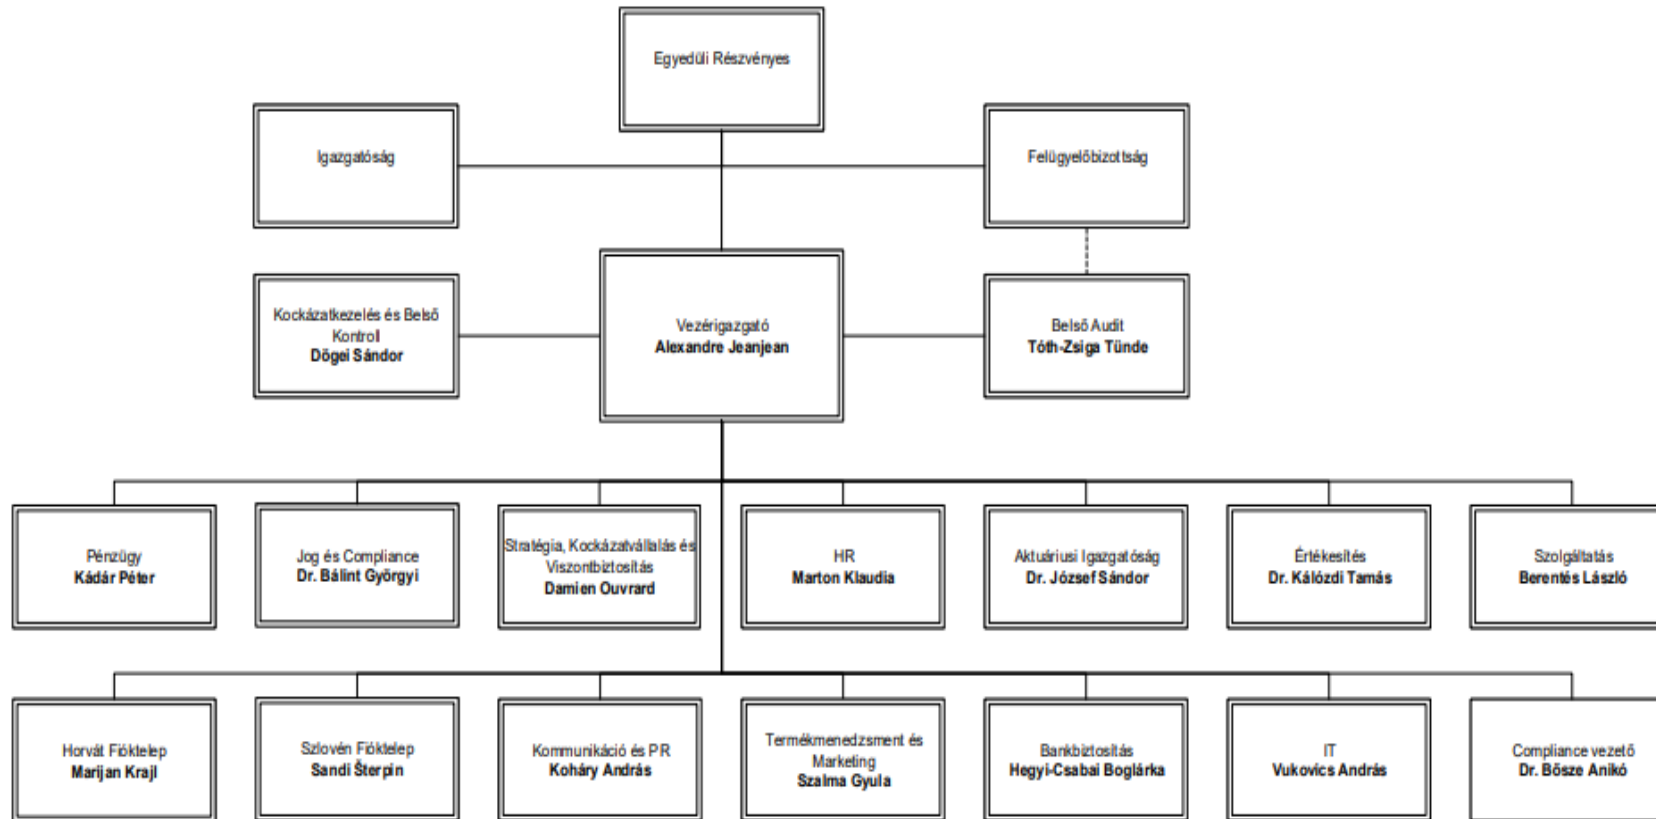 Egyedüli Részvényes
Igazgatóság
Felügyelőbizottság
Kockázatkezelés és Belső
Kontroll
Dögei Sándor
Vezérigazgató
Alexandre Jeanjean
Belső Audit
Tóth-Zsiga Tünde
Pénzügy
Kádár Péter
Jog és Compliance
Dr. Bálint Györgyi
Stratégia, Kockázatvállalás és
Viszontbiztosítás
Damien Ouvrard
HR
Marton Klaudia
Aktuáriusi Igazgatóság
Dr. József Sándor
Értékesítés
Dr. Kálózdi Tamás
Szolgáltatás
Berentés László
Horvát Fióktelep
Marijan Krajl
Szlovén Fióktelep
Sandi Šterpin
Kommunikáció és PR
Koháry András
Termékmenedzsment és
Marketing
Szalma Gyula
Bankbiztosítás
Hegyi-Csabai Boglárka
IT
Vukovics András
Compliance vezető
Dr. Bősze Anikó